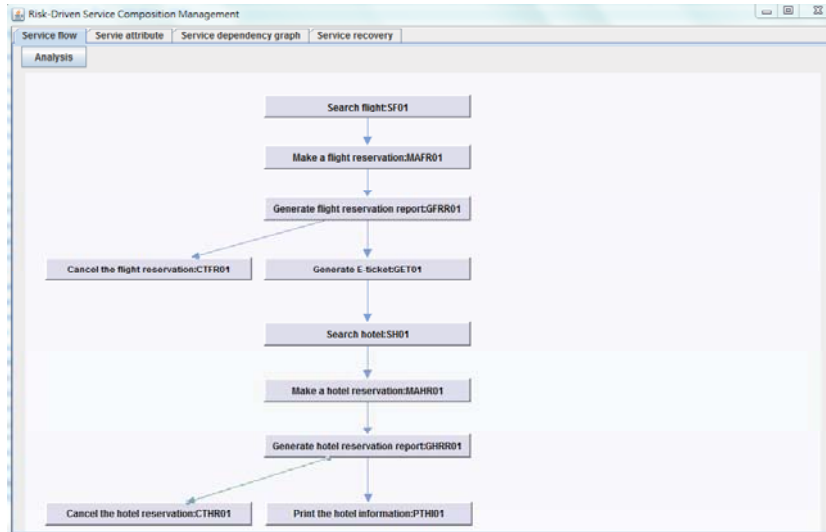 Risk-Driven Service Composition Management
Service flow Servie attribute Service dependency graph Service recovery
Analysis
Search flight:SF01
Make a flight reservation:MAFR01
Generate flight reservation report:GFRR01
Cancel the flight reservation:CTFR01 Generate E-ticket:GET01
Search hotel:SH01
Make a hotel reservation:MAHR01
Generate hotel reservation report:GHRR01
Cancel the hotel reservation:CTHR01 Print the hotel information:PTHI01